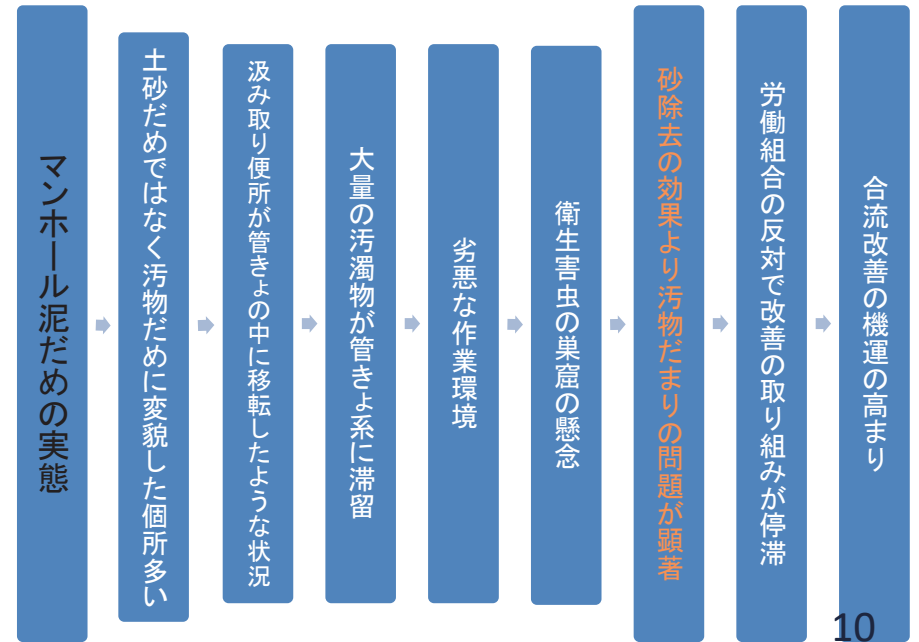 マンホール泥だめの実態
土砂だめではなく汚物だめに変貌した個所多い
汲み取り便所が管きょの中に移転したような状況
大量の汚濁物が管きょ系に滞留
劣悪な作業環境
衛生害虫の巣窟の懸念
砂除去の効果より汚物だまりの問題が顕著
労働組合の反対で改善の取り組みが停滞
合流改善の機運の高まり
10